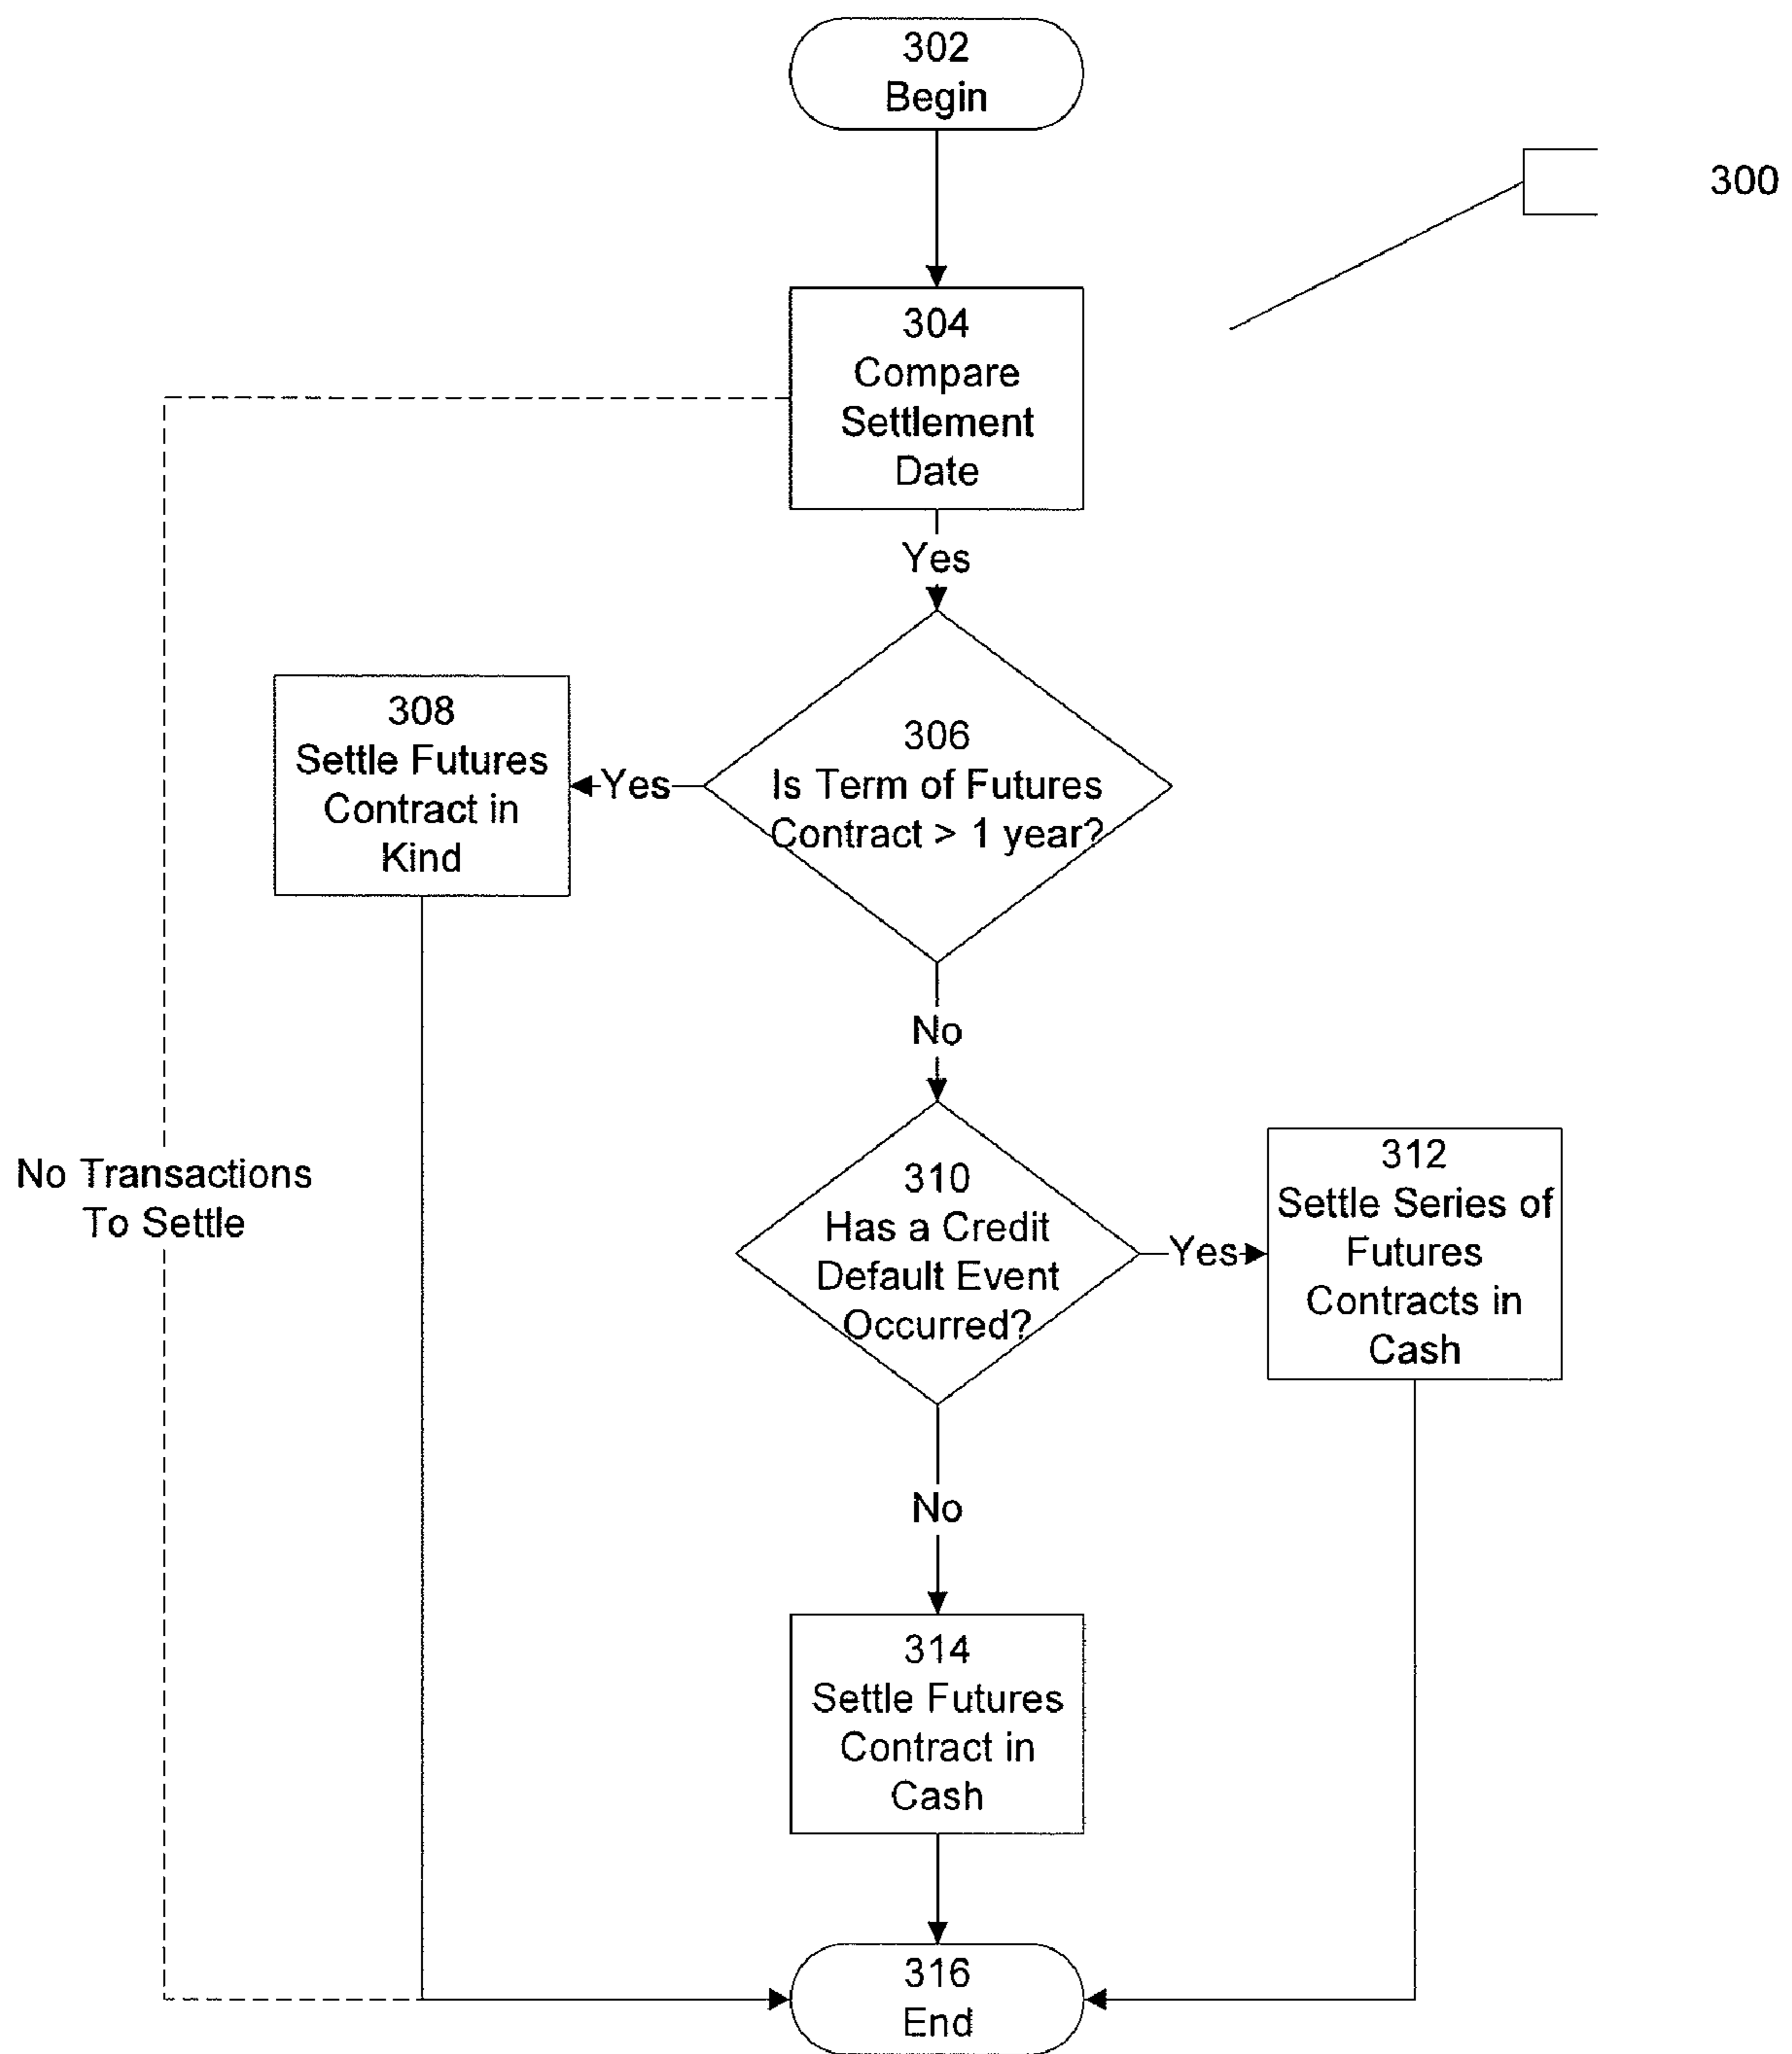 302
Begin
300
304
Compare
Settlement
Date
Yes
306
Is Term of Futures
Contract > 1 year?
Yes
308
Settle Futures
Contract in
Kind
No
310
Has a Credit
Default Event
Occurred?
Yes
312
Settle Series of
Futures
Contracts in
Cash
No Transactions
To Settle
No
314
Settle Futures
Contract in
Cash
316
End